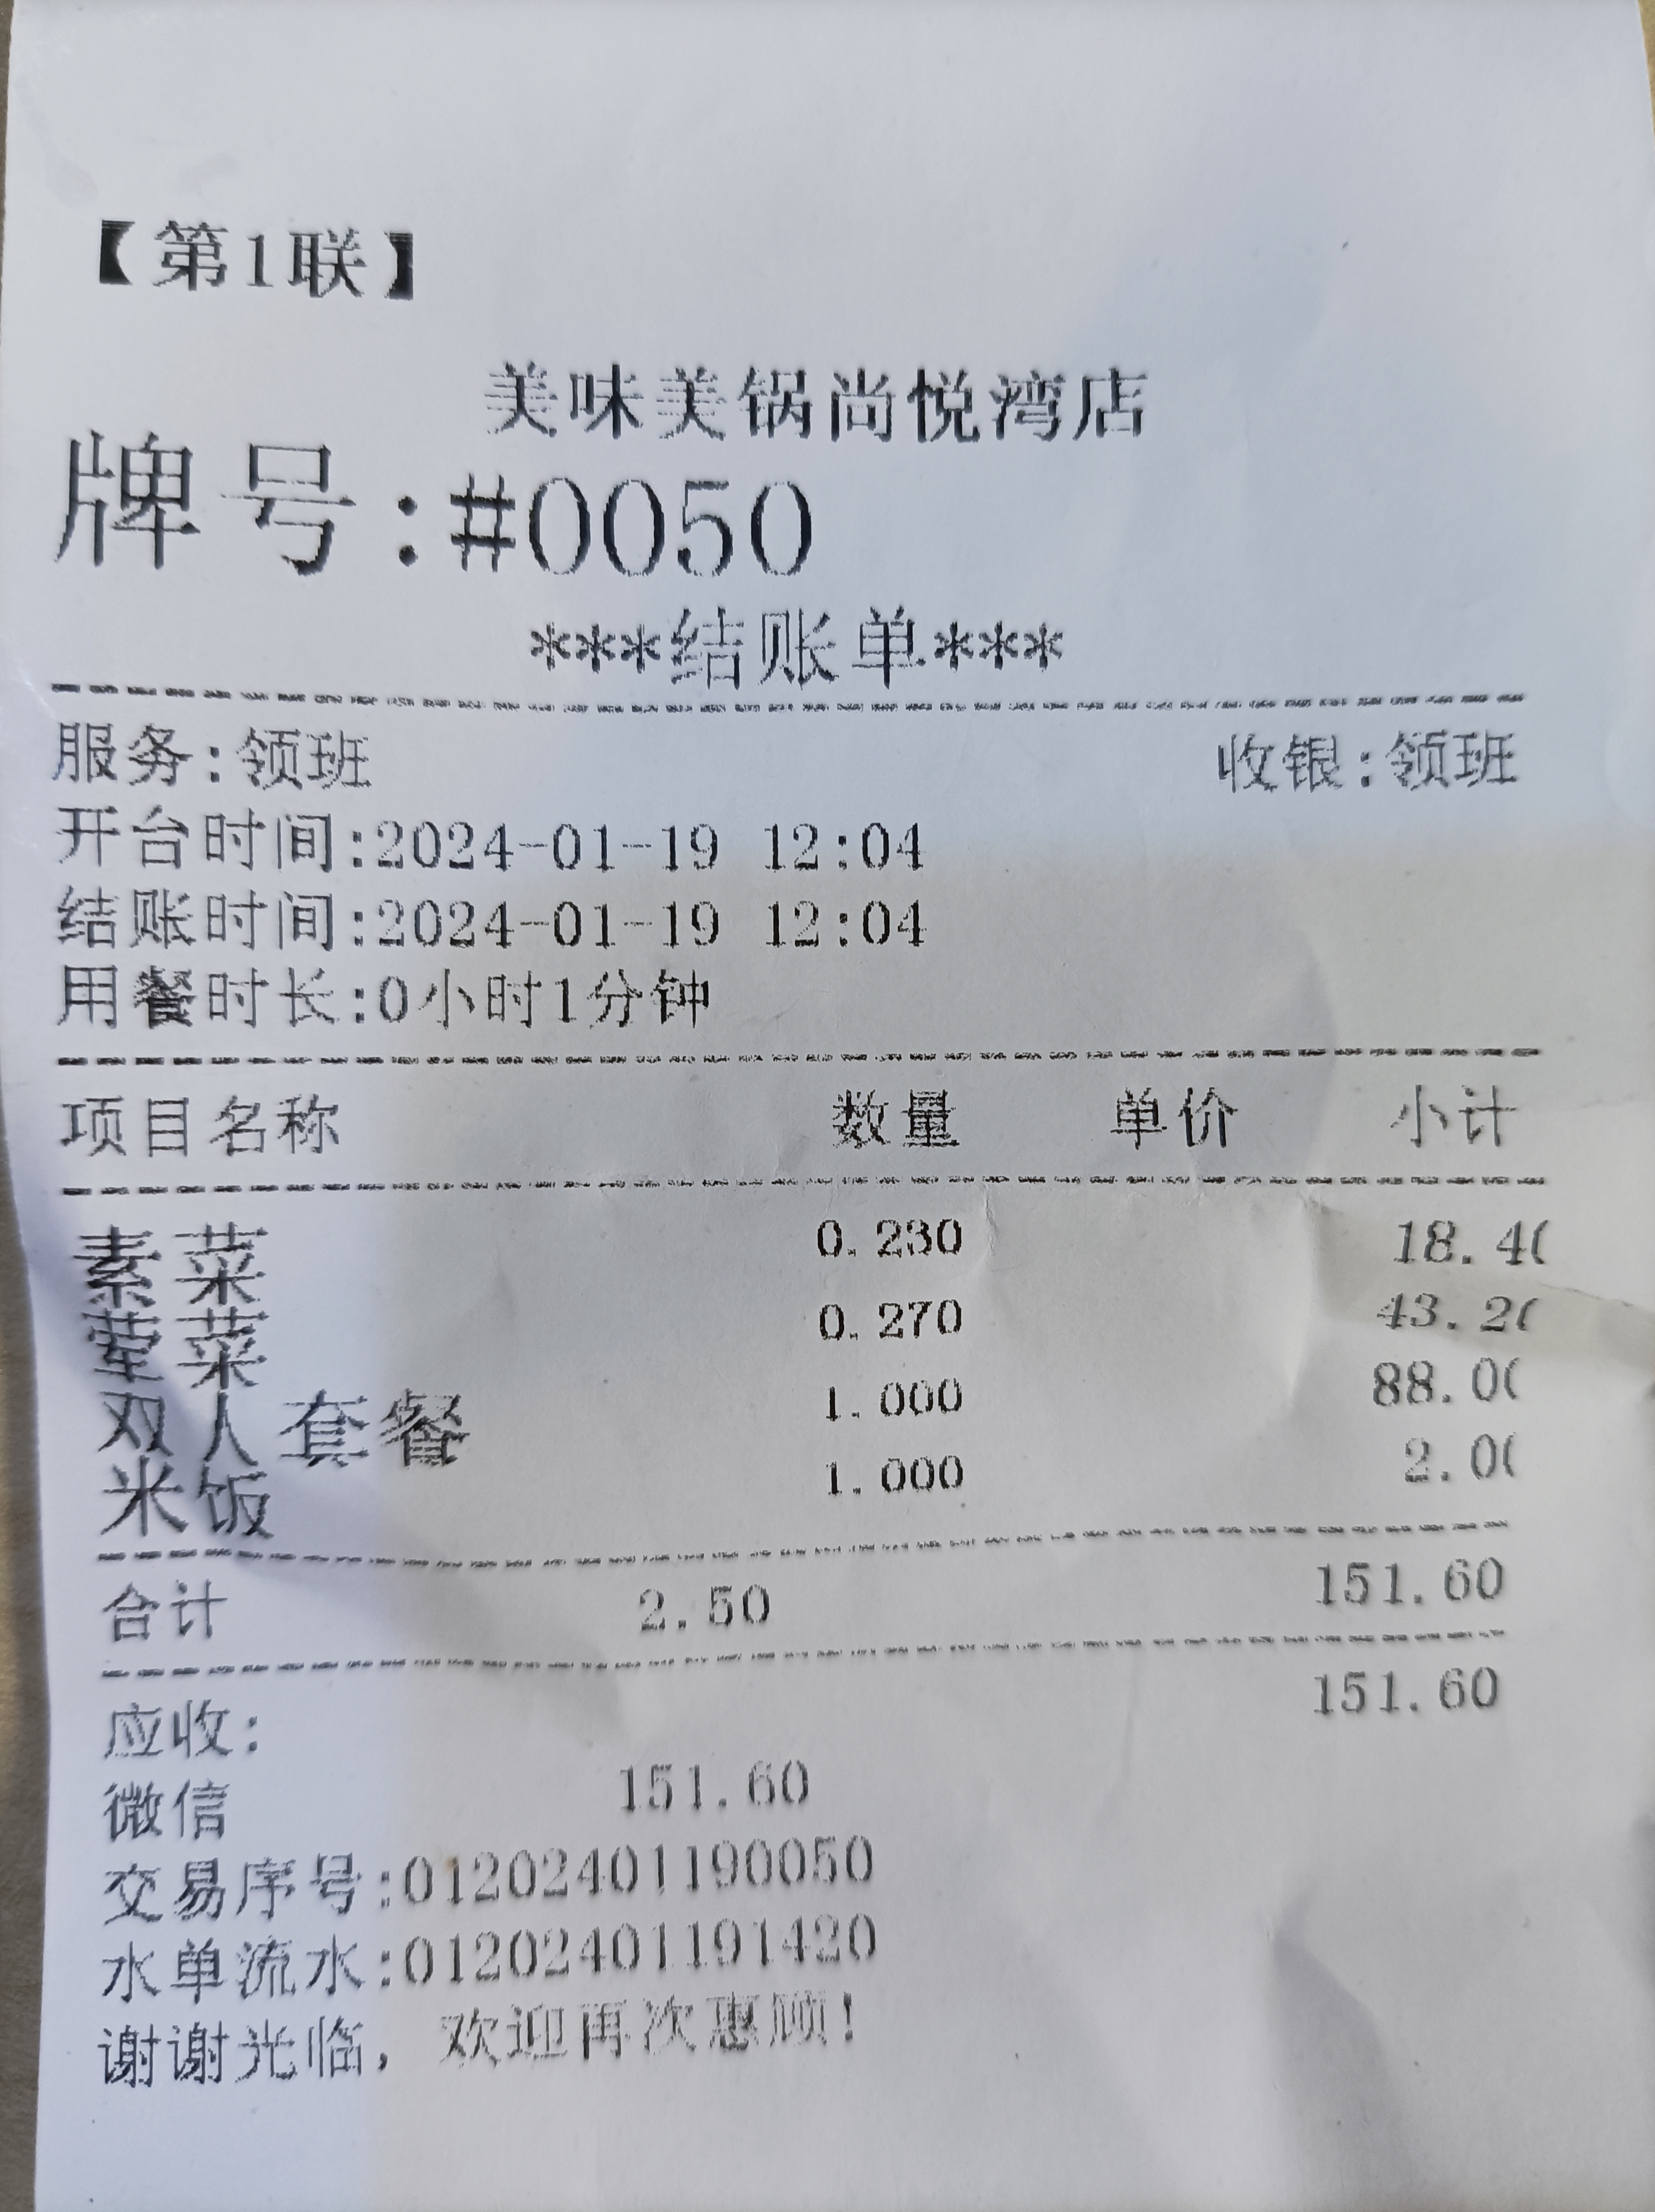 【第1联】
美味美锅尚悦湾店
牌号:#0050
***结账单***
服务:领班 收银:领班
开台时间:2024-01-19 12:04
结账时间:2024-01-19 12:04
用餐时长:0小时1分钟
项目名称 数量 单价 小计
素菜 0.230 18.40
荤菜 0.270 43.20
双人套餐 1.000 88.00
米饭 1.000 2.00
合计 2.50 151.60
应收: 151.60
微信 151.60
交易序号:012024011190050
水单流水:012024011191420
谢谢光临, 欢迎再次惠顾!